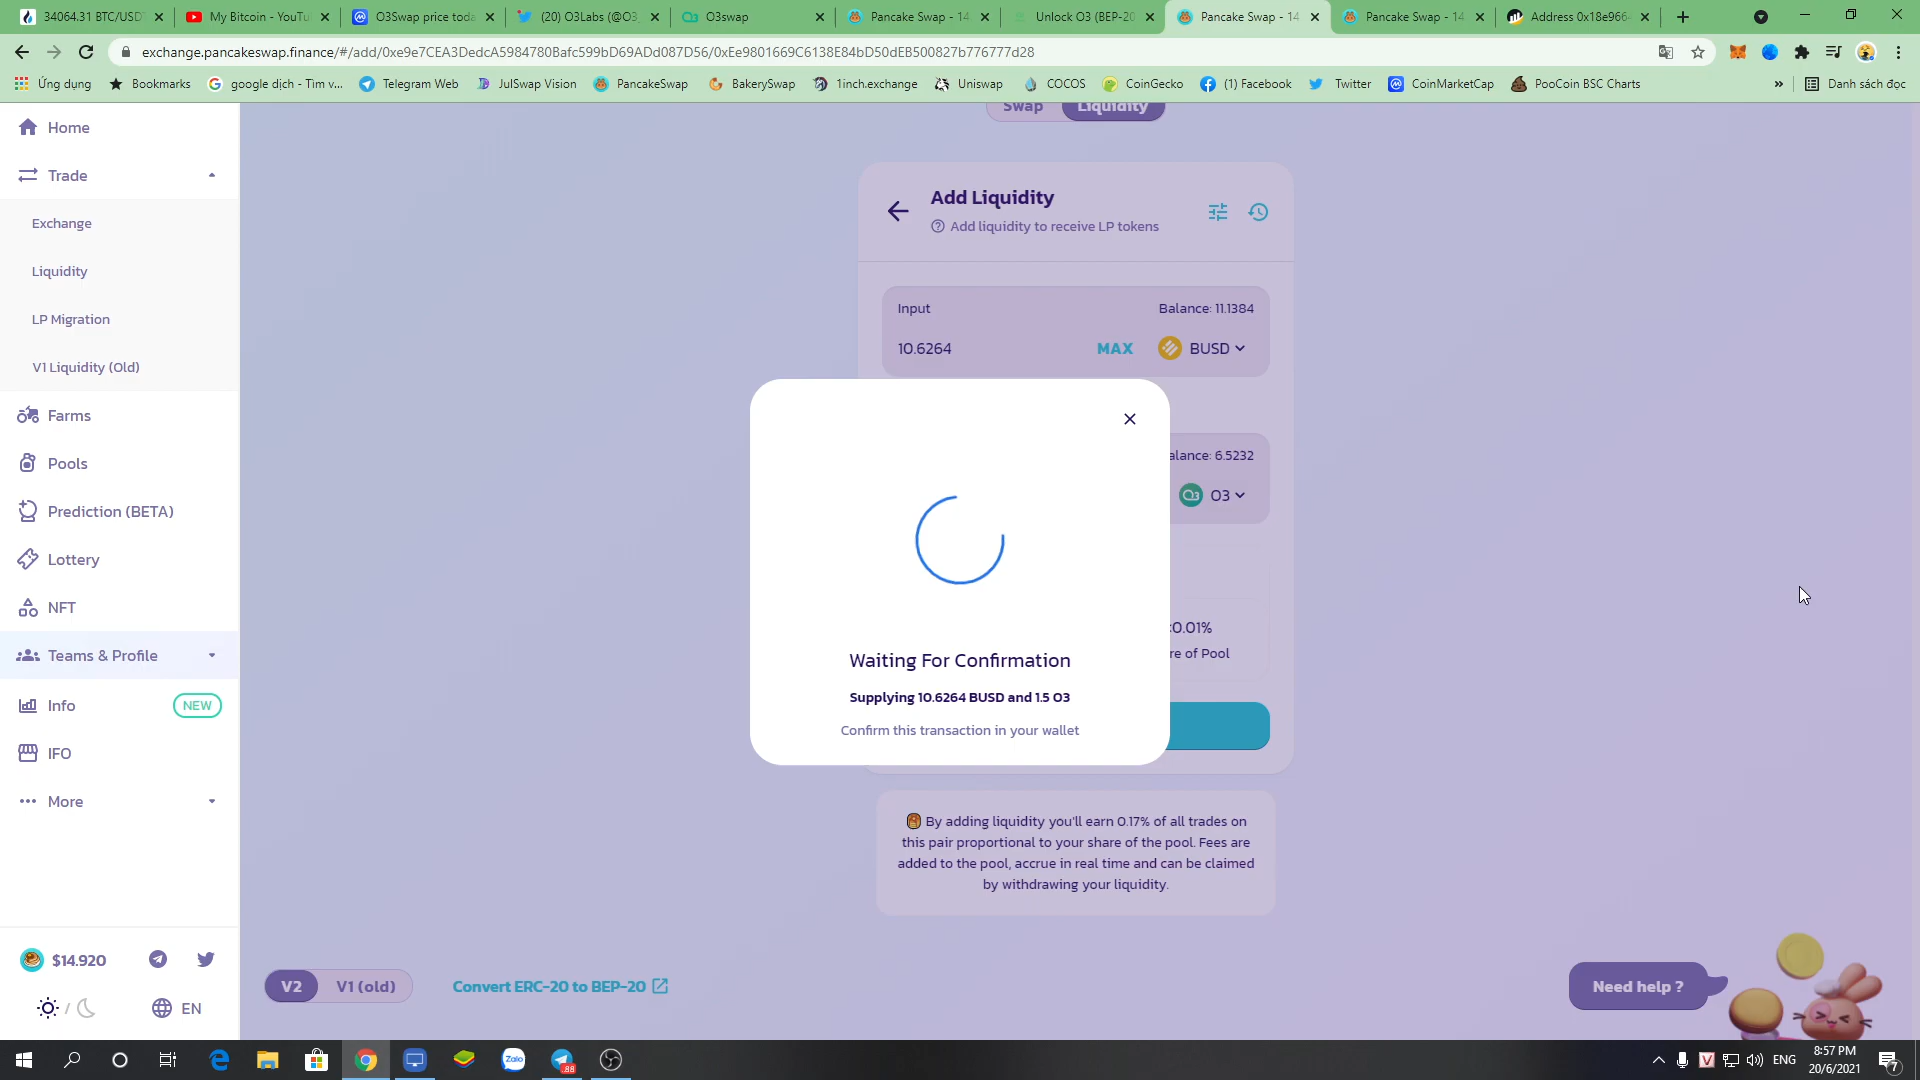 34064.31 BTC/USDT
My Bitcoin - YouTu
O3Swap price toda
(20) O3Labs (@O3_
O3swap
Pancake Swap - 14
Unlock O3 (BEP-20
Pancake Swap - 14
Pancake Swap - 14
Address 0x18e966
exchange.pancakeswap.finance/#/add/0xe9e7CEA3DedcA5984780Bafc599bD69ADd087D56/0xEe9801669C6138E84bD50dEB500827b776777d28
Ứng dụng
Bookmarks
google dịch - Tìm v...
Telegram Web
JulSwap Vision
PancakeSwap
BakerySwap
1inch.exchange
Uniswap
COCOS
CoinGecko
(1) Facebook
Twitter
CoinMarketCap
PooCoin BSC Charts
»
Danh sách đọc
Home
Trade
Exchange
Liquidity
LP Migration
V1 Liquidity (Old)
Farms
Pools
Prediction (BETA)
Lottery
NFT
Teams & Profile
Info
NEW
IFO
More
$14.920
EN
Swap
Liquidity
Add Liquidity
Add liquidity to receive LP tokens
Input
Balance: 11.1384
10.6264
MAX
BUSD
alance: 6.5232
O3
0.01%
re of Pool
Waiting For Confirmation
Supplying 10.6264 BUSD and 1.5 O3
Confirm this transaction in your wallet
By adding liquidity you'll earn 0.17% of all trades on
this pair proportional to your share of the pool. Fees are
added to the pool, accrue in real time and can be claimed
by withdrawing your liquidity.
V2
V1 (old)
Convert ERC-20 to BEP-20
Need help ?
Zalo
88
V
ENG
8:57 PM
20/6/2021
7